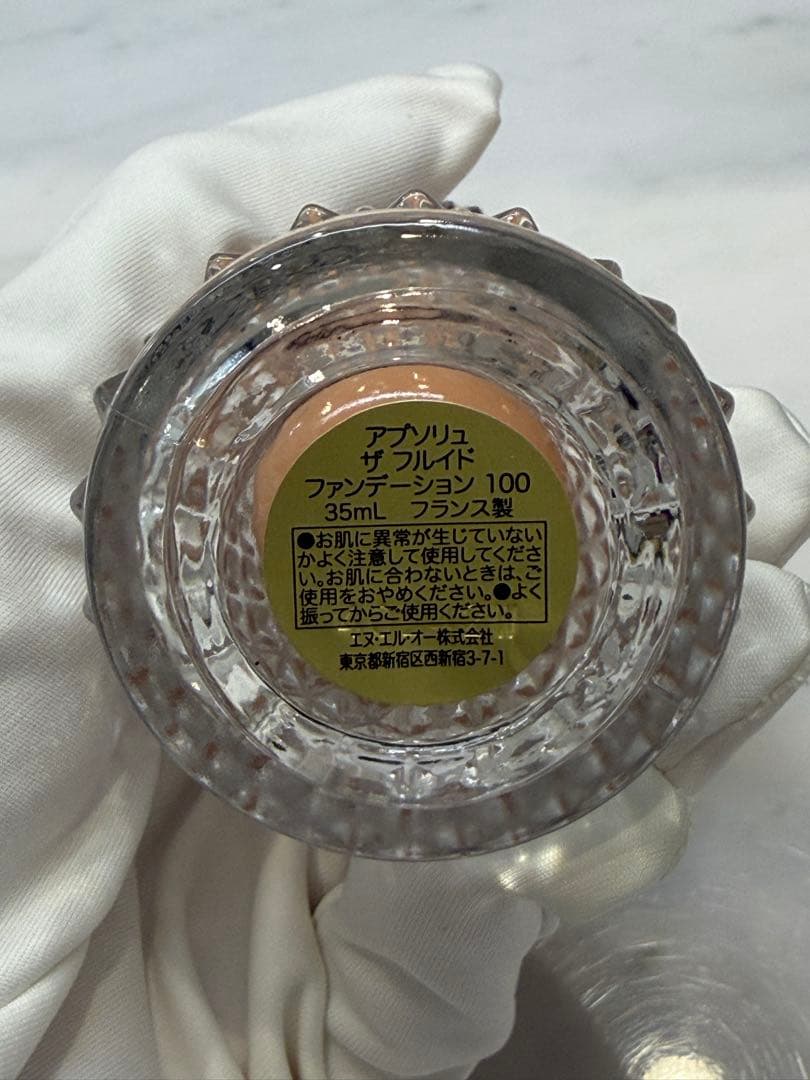 アプソリュ
ザ フルイド
ファンデーション 100
35mL フランス製
●お肌に異常が生じていない
かよく注意して使用してくださ
い。お肌に合わないときは、ご
使用をおやめください。●よく
振ってからご使用ください。
エヌ・エル・オー株式会社
東京都新宿区西新宿3-7-1